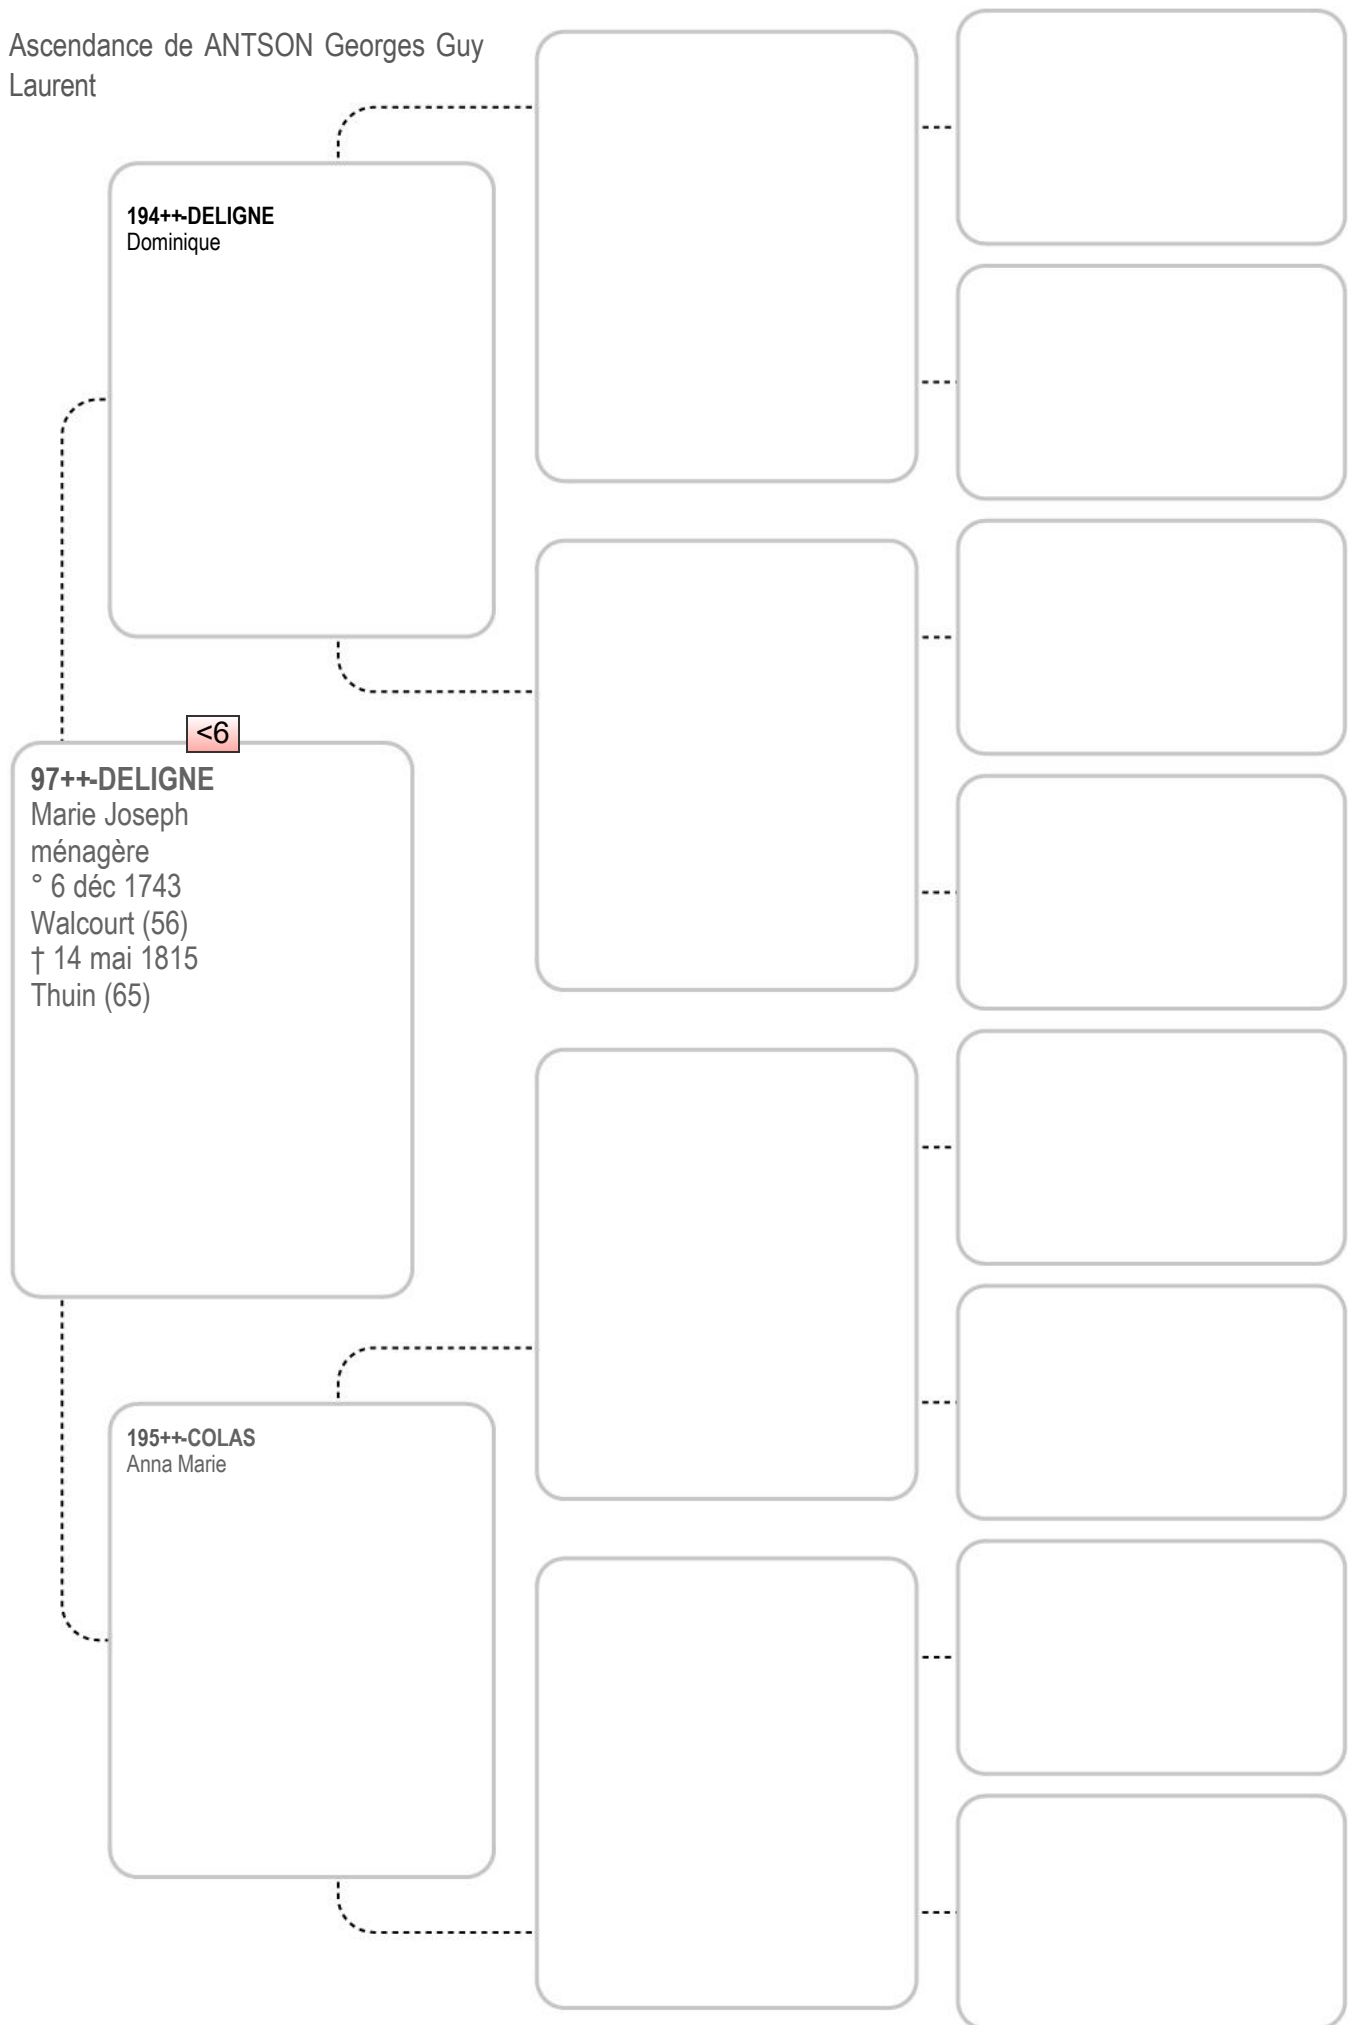 Ascendance de ANTSON Georges Guy
Laurent
194++-DELIGNE
Dominique
<6
97++-DELIGNE
Marie Joseph
ménagère
° 6 déc 1743
Walcourt (56)
† 14 mai 1815
Thuin (65)
195++-COLAS
Anna Marie